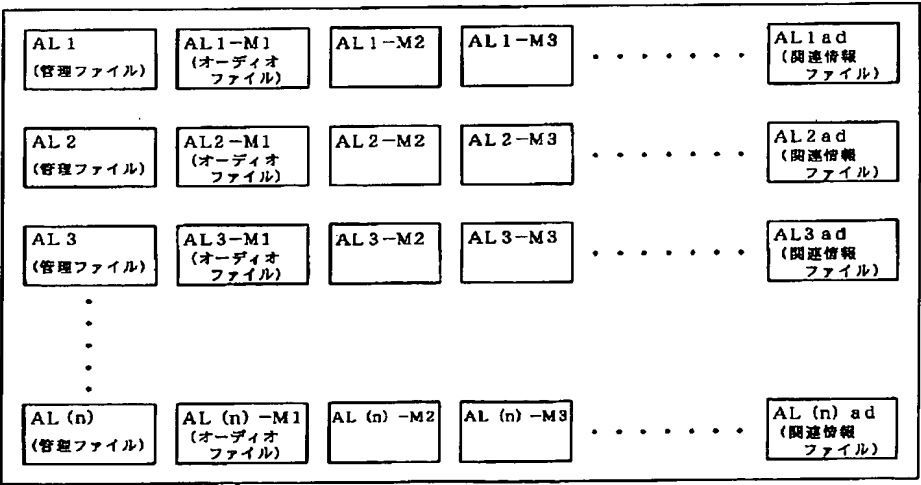 AL1
(管理ファイル)
AL1-M1
(オーディオ
ファイル)
AL1-M2
AL1-M3
・・・・・・・
AL1ad
(関連情報
ファイル)
AL2
(管理ファイル)
AL2-M1
(オーディオ
ファイル)
AL2-M2
AL2-M3
・・・・・・・
AL2ad
(関連情報
ファイル)
AL3
(管理ファイル)
AL3-M1
(オーディオ
ファイル)
AL3-M2
AL3-M3
・・・・・・・
AL3ad
(関連情報
ファイル)
AL(n)
(管理ファイル)
AL(n)-M1
(オーディオ
ファイル)
AL(n)-M2
AL(n)-M3
・・・・・・・
AL(n)ad
(関連情報
ファイル)